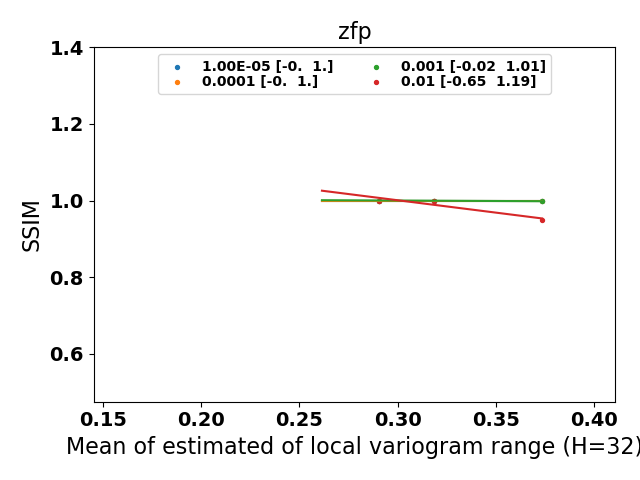 zfp
1.4
1.00E-05 [-0.  1.]
0.001 [-0.02  1.01]
0.0001 [-0.  1.]
0.01 [-0.65  1.19]
1.2
1.0
0.8
0.6
SSIM
0.15 0.20 0.25 0.30 0.35 0.40
Mean of estimated of local variogram range (H=32)